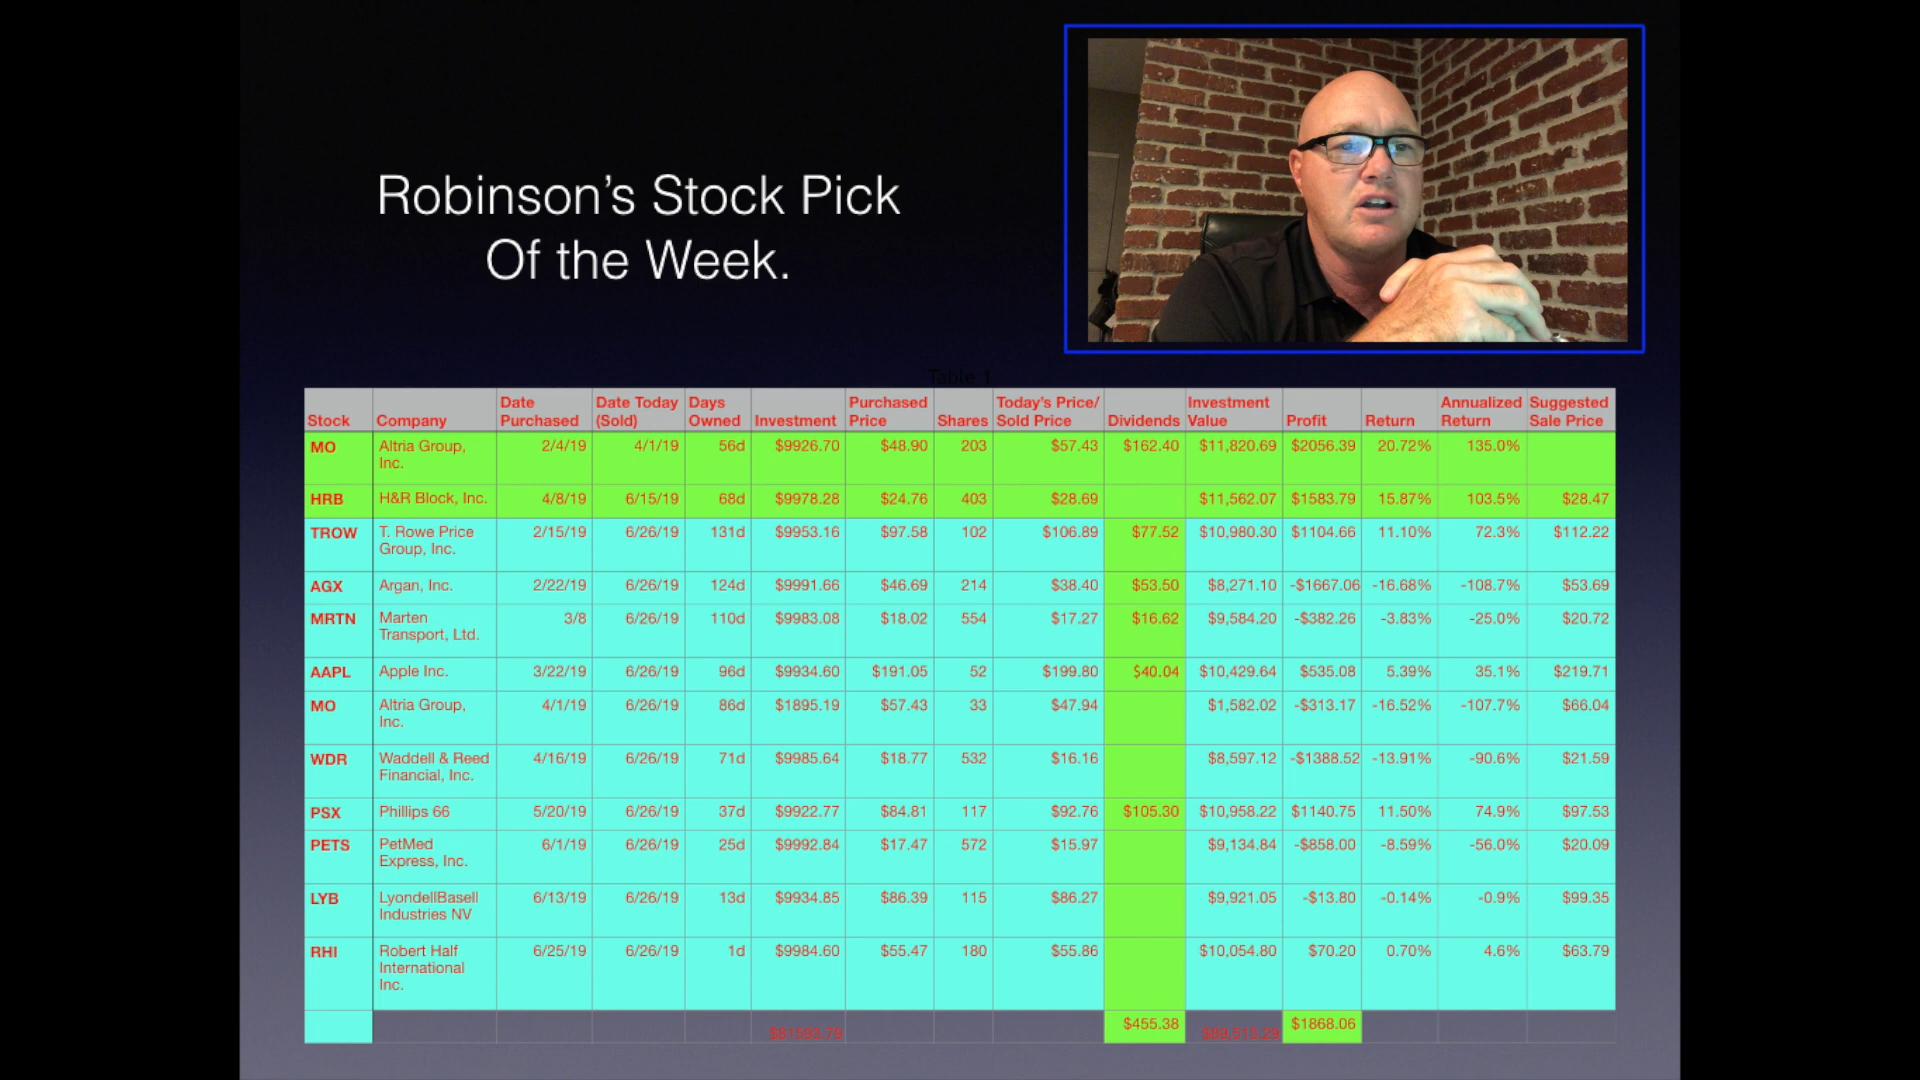 Robinson's Stock Pick
Of the Week.
Table 1
Stock Company Date Purchased Date Today (Sold) Days Owned Investment Purchased Price Shares Today's Price/ Sold Price Dividends Investment Value Profit Return Annualized Return Suggested Sale Price
MO Altria Group, Inc. 2/4/19 4/1/19 56d $9926.70 $48.90 203 $57.43 $162.40 $11,820.69 $2056.39 20.72% 135.0%
HRB H&R Block, Inc. 4/8/19 6/15/19 68d $9978.28 $24.76 403 $28.69 $11,562.07 $1583.79 15.87% 103.5% $28.47
TROW T. Rowe Price Group, Inc. 2/15/19 6/26/19 131d $9953.16 $97.58 102 $106.89 $77.52 $10,980.30 $1104.66 11.10% 72.3% $112.22
AGX Argan, Inc. 2/22/19 6/26/19 124d $9991.66 $46.69 214 $38.40 $53.50 $8,271.10 -$1667.06 -16.68% -108.7% $53.69
MRTN Marten Transport, Ltd. 3/8 6/26/19 110d $9983.08 $18.02 554 $17.27 $16.62 $9,584.20 -$382.26 -3.83% -25.0% $20.72
AAPL Apple Inc. 3/22/19 6/26/19 96d $9934.60 $191.05 52 $199.80 $40.04 $10,429.64 $535.08 5.39% 35.1% $219.71
MO Altria Group, Inc. 4/1/19 6/26/19 86d $1895.19 $57.43 33 $47.94 $1,582.02 -$313.17 -16.52% -107.7% $66.04
WDR Waddell & Reed Financial, Inc. 4/16/19 6/26/19 71d $9985.64 $18.77 532 $16.16 $8,597.12 -$1388.52 -13.91% -90.6% $21.59
PSX Phillips 66 5/20/19 6/26/19 37d $9922.77 $84.81 117 $92.76 $105.30 $10,958.22 $1140.75 11.50% 74.9% $97.53
PETS PetMed Express, Inc. 6/1/19 6/26/19 25d $9992.84 $17.47 572 $15.97 $9,134.84 -$858.00 -8.59% -56.0% $20.09
LYB LyondellBasell Industries NV 6/13/19 6/26/19 13d $9934.85 $86.39 115 $86.27 $9,921.05 -$13.80 -0.14% -0.9% $99.35
RHI Robert Half International Inc. 6/25/19 6/26/19 1d $9984.60 $55.47 180 $55.86 $10,054.80 $70.20 0.70% 4.6% $63.79
$455.38 $1868.06